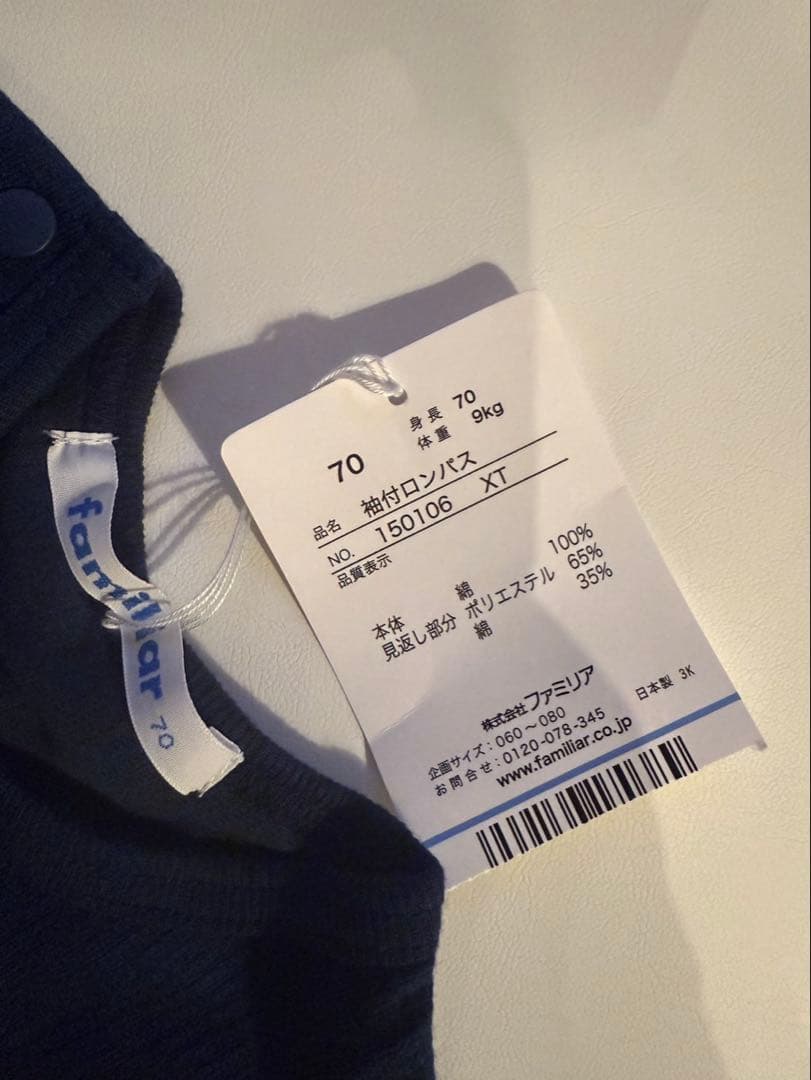 familiar
70
70
身長 70
体重 9kg
品名 袖付ロンパス
NO. 150106 XT
品質表示
本体 綿 100%
見返し部分 ポリエステル 65%
綿 35%
株式会社ファミリア
日本製 3K
企画サイズ：060～080
お問合せ：0120-078-345
www.familiar.co.jp